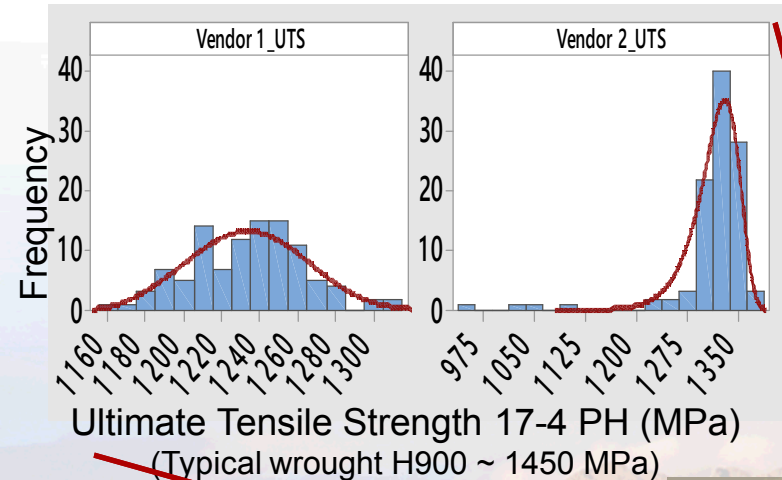 Vendor 1_UTS
Vendor 2_UTS
Frequency
40
30
20
10
0
40
30
20
10
0
1160 1180 1200 1220 1240 1260 1280 1300
975 1050 1125 1200 1275 1350
Ultimate Tensile Strength 17-4 PH (MPa)
(Typical wrought H900 ~ 1450 MPa)